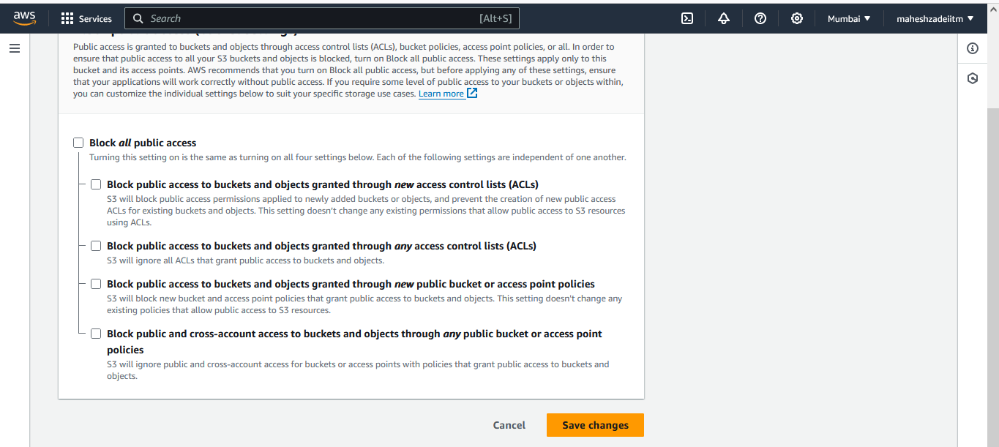 aws
Services
Search
[Alt+S]
Mumbai
maheshzadeiitm
Public access is granted to buckets and objects through access control lists (ACLs), bucket policies, access point policies, or all. In order to
ensure that public access to all your S3 buckets and objects is blocked, turn on Block all public access. These settings apply only to this
bucket and its access points. AWS recommends that you turn on Block all public access, but before applying any of these settings, ensure
that your applications will work correctly without public access. If you require some level of public access to your buckets or objects within,
you can customize the individual settings below to suit your specific storage use cases. Learn more
Block all public access
Turning this setting on is the same as turning on all four settings below. Each of the following settings are independent of one another.
Block public access to buckets and objects granted through new access control lists (ACLs)
S3 will block public access permissions applied to newly added buckets or objects, and prevent the creation of new public access
ACLs for existing buckets and objects. This setting doesn't change any existing permissions that allow public access to S3 resources
using ACLs.
Block public access to buckets and objects granted through any access control lists (ACLs)
S3 will ignore all ACLs that grant public access to buckets and objects.
Block public access to buckets and objects granted through new public bucket or access point policies
S3 will block new bucket and access point policies that grant public access to buckets and objects. This setting doesn't change any
existing policies that allow public access to S3 resources.
Block public and cross-account access to buckets and objects through any public bucket or access point
policies
S3 will ignore public and cross-account access for buckets or access points with policies that grant public access to buckets and
objects.
Cancel
Save changes